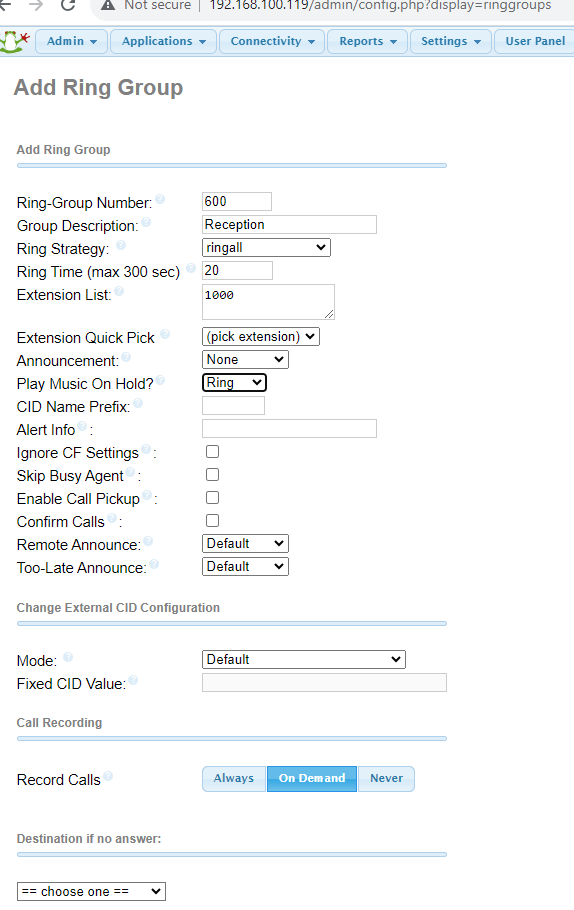 Not secure | 192.168.100.119/admin/config.php?display=ringgroups
Admin Applications Connectivity Reports Settings User Panel
Add Ring Group
Add Ring Group
Ring-Group Number: 600
Group Description: Reception
Ring Strategy: ringall
Ring Time (max 300 sec) 20
Extension List: 1000
Extension Quick Pick (pick extension)
Announcement: None
Play Music On Hold? Ring
CID Name Prefix:
Alert Info :
Ignore CF Settings :
Skip Busy Agent :
Enable Call Pickup :
Confirm Calls :
Remote Announce: Default
Too-Late Announce: Default
Change External CID Configuration
Mode: Default
Fixed CID Value:
Call Recording
Record Calls Always On Demand Never
Destination if no answer:
== choose one ==